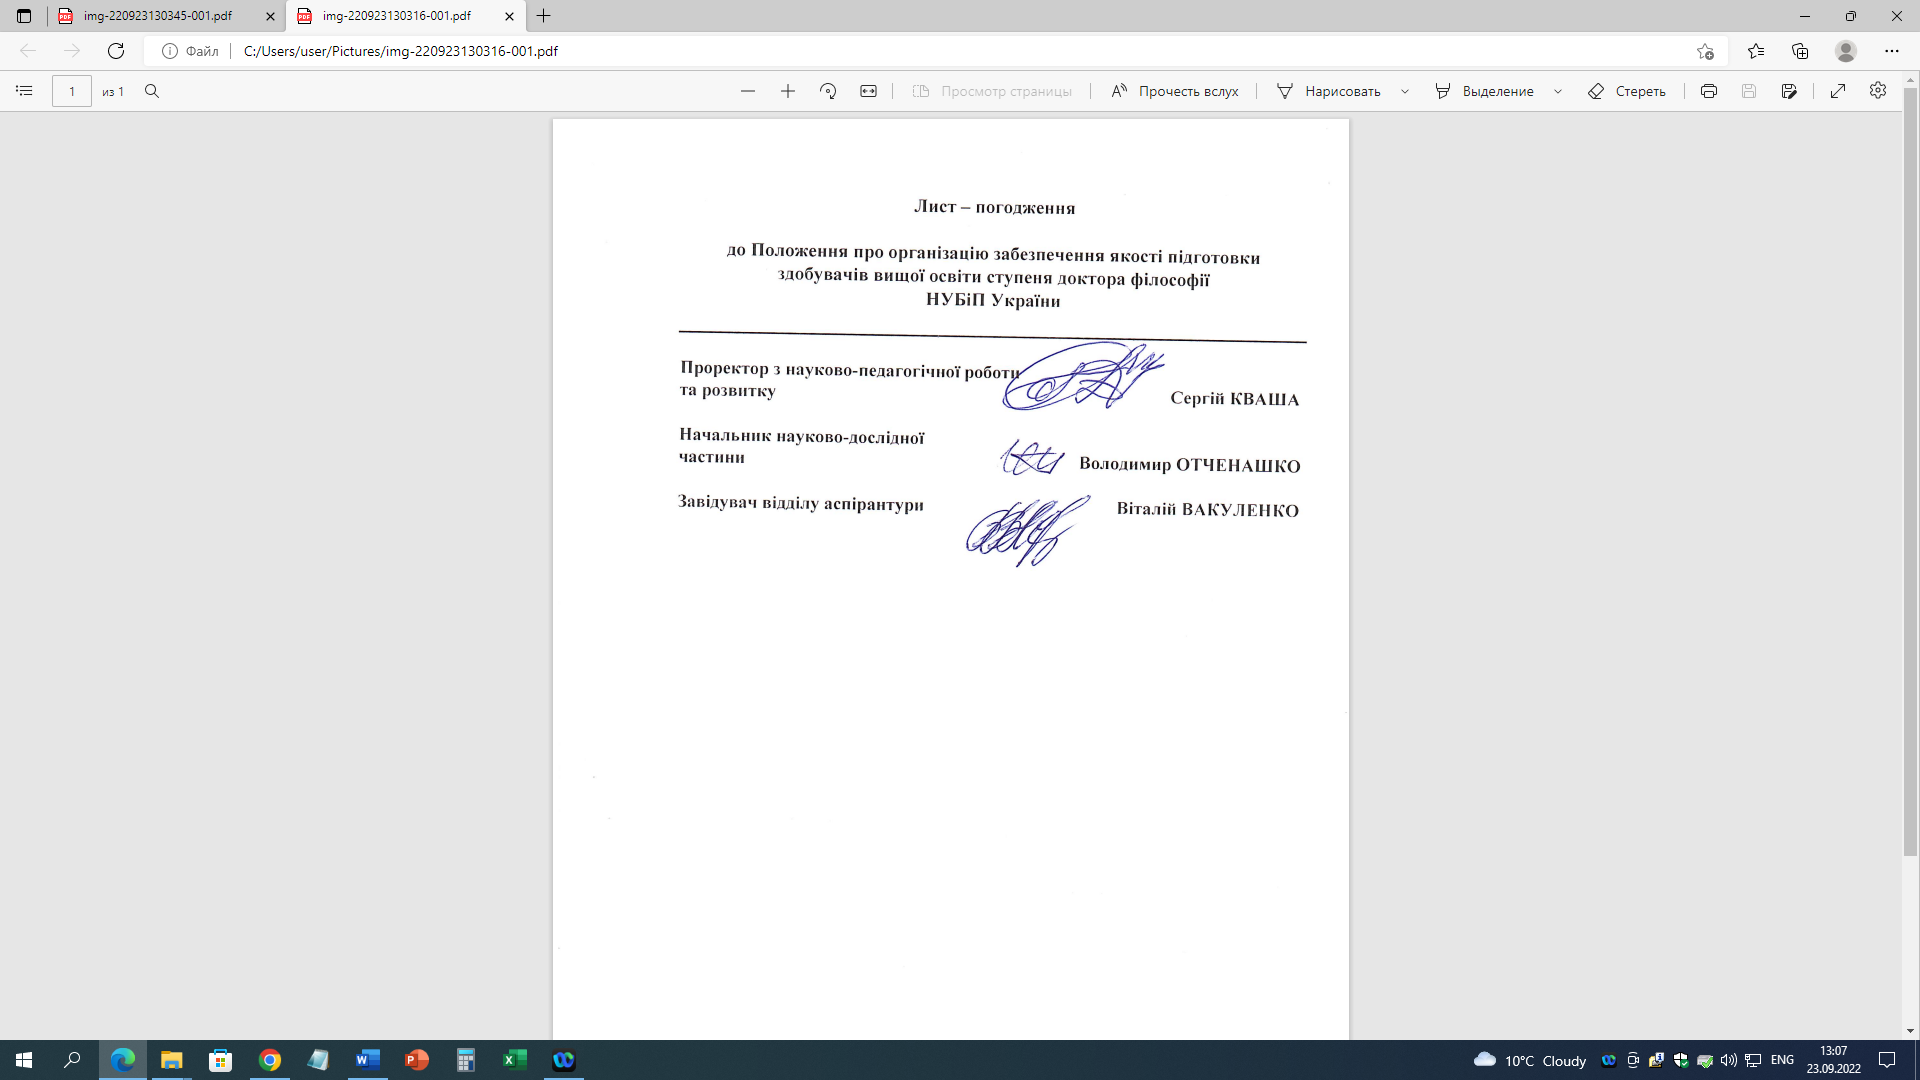 img-220923130345-001.pdf
img-220923130316-001.pdf
Файл
C:/Users/user/Pictures/img-220923130316-001.pdf
1 из 1
Просмотр страницы
Прочесть вслух
Нарисовать
Выделение
Стереть
Лист – погодження
до Положення про організацію забезпечення якості підготовки
здобувачів вищої освіти ступеня доктора філософії
НУБіП України
Проректор з науково-педагогічної роботи
та розвитку
Сергій КВАША
Начальник науково-дослідної
частини
Володимир ОТЧЕНАШКО
Завідувач відділу аспірантури
Віталій ВАКУЛЕНКО
10°C Cloudy
ENG
13:07
23.09.2022